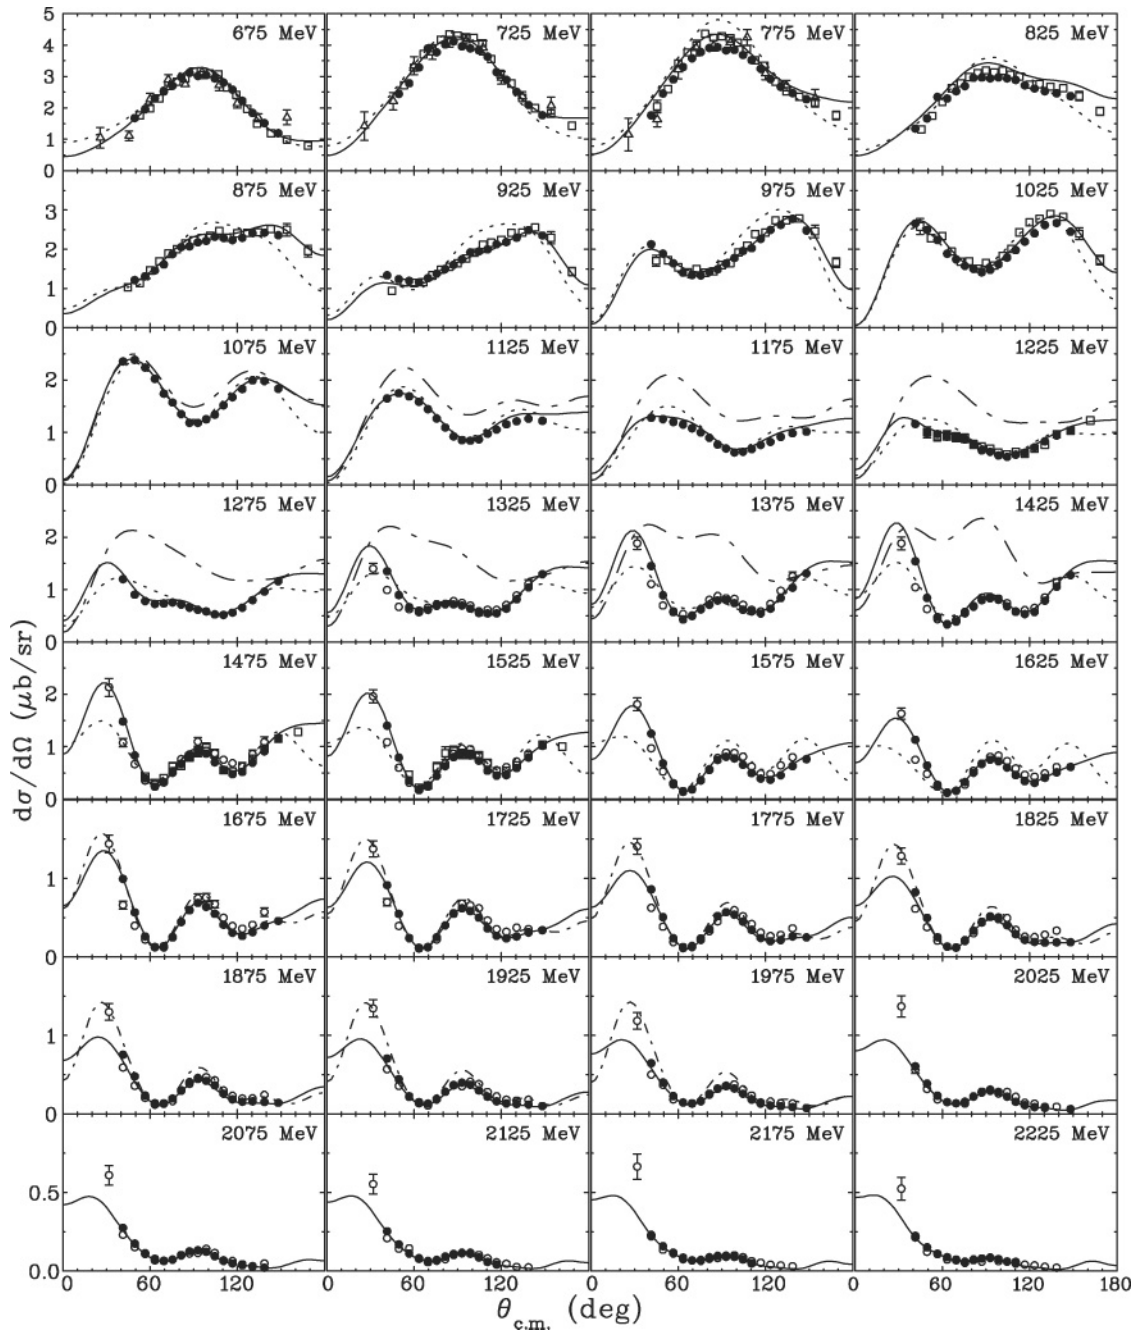 5
4
3
2
1
0
675 MeV
725 MeV
775 MeV
825 MeV
3
2
1
0
875 MeV
925 MeV
975 MeV
1025 MeV
2
1
0
1075 MeV
1125 MeV
1175 MeV
1225 MeV
2
1
0
1275 MeV
1325 MeV
1375 MeV
1425 MeV
dσ/dΩ (μb/sr)
2
1
0
1475 MeV
1525 MeV
1575 MeV
1625 MeV
1
0
1675 MeV
1725 MeV
1775 MeV
1825 MeV
1
0
1875 MeV
1925 MeV
1975 MeV
2025 MeV
0.5
0.0
2075 MeV
2125 MeV
2175 MeV
2225 MeV
0 60 120 0 60 120 0 60 120 0 60 120 180
θc.m. (deg)